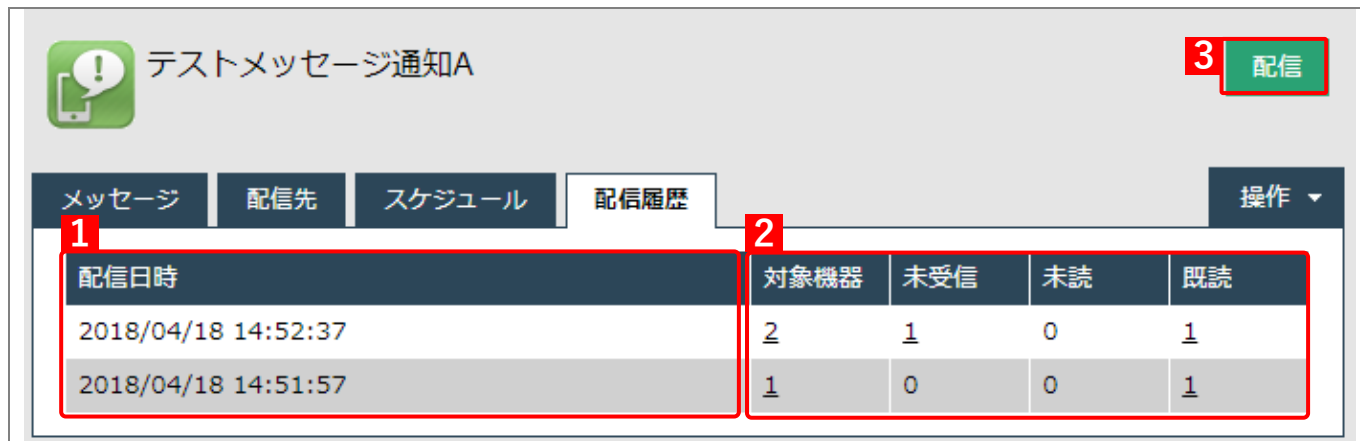 テストメッセージ通知A
3 配信
メッセージ 配信先 スケジュール 配信履歴 操作
1 2
配信日時 対象機器 未受信 未読 既読
2018/04/18 14:52:37 2 1 0 1
2018/04/18 14:51:57 1 0 0 1